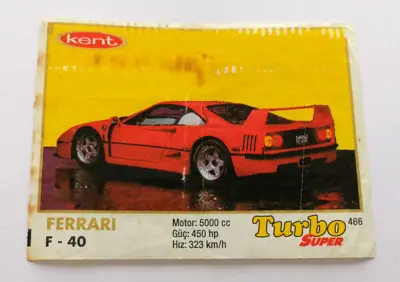 kent
FERRARI
F - 40
Motor: 5000 cc
Güç: 450 hp
Hız: 323 km/h
Turbo
SUPER
466